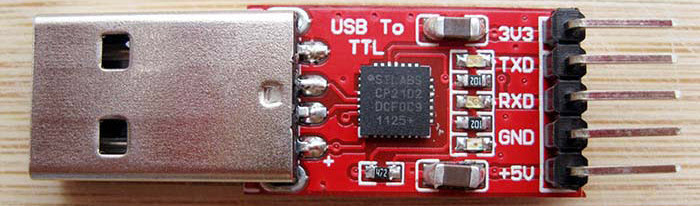 USB To
TTL
SILABS
CP2102
DCF0C9
1125+
3V3
TXD
RXD
GND
+5V
201
201
472
+